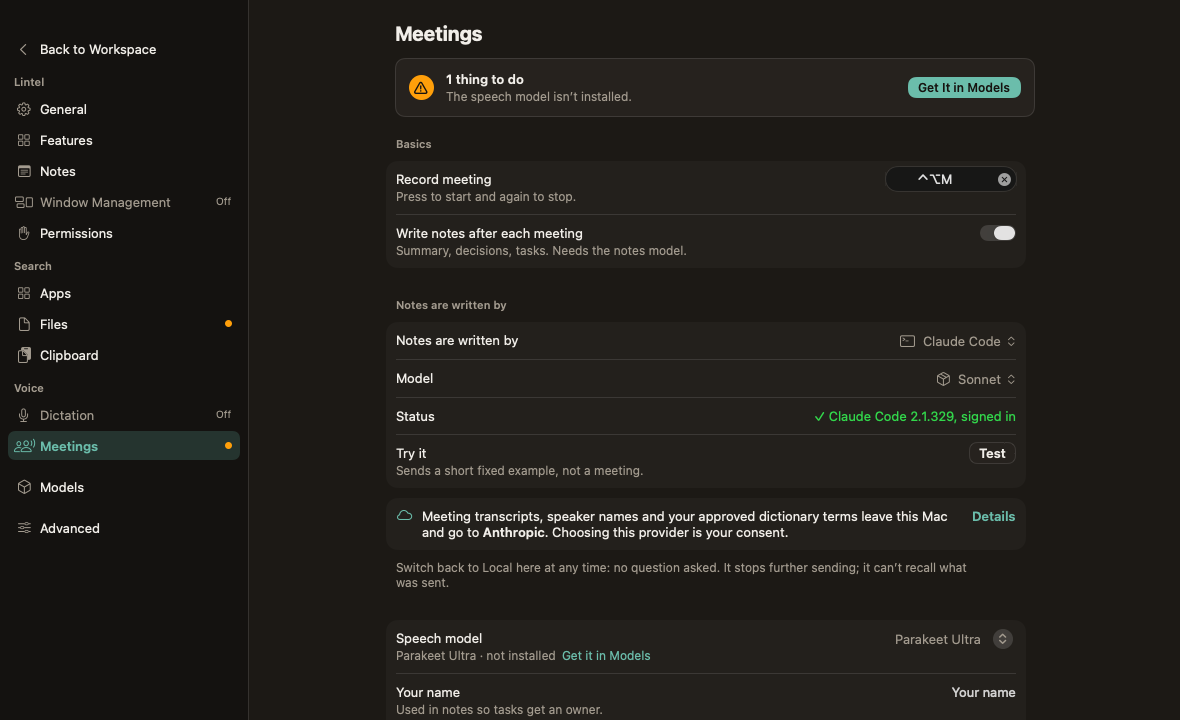 Back to Workspace
Lintel
General
Features
Notes
Window Management Off
Permissions
Search
Apps
Files
Clipboard
Voice
Dictation Off
Meetings
Models
Advanced
Meetings
1 thing to do
The speech model isn’t installed.
Get It in Models
Basics
Record meeting
Press to start and again to stop.
⌃⌥M
Write notes after each meeting
Summary, decisions, tasks. Needs the notes model.
Notes are written by
Notes are written by Claude Code
Model Sonnet
Status ✓ Claude Code 2.1.329, signed in
Try it
Sends a short fixed example, not a meeting.
Test
Meeting transcripts, speaker names and your approved dictionary terms leave this Mac
and go to Anthropic. Choosing this provider is your consent.
Details
Switch back to Local here at any time: no question asked. It stops further sending; it can’t recall what
was sent.
Speech model
Parakeet Ultra · not installed Get it in Models
Parakeet Ultra
Your name
Used in notes so tasks get an owner.
Your name